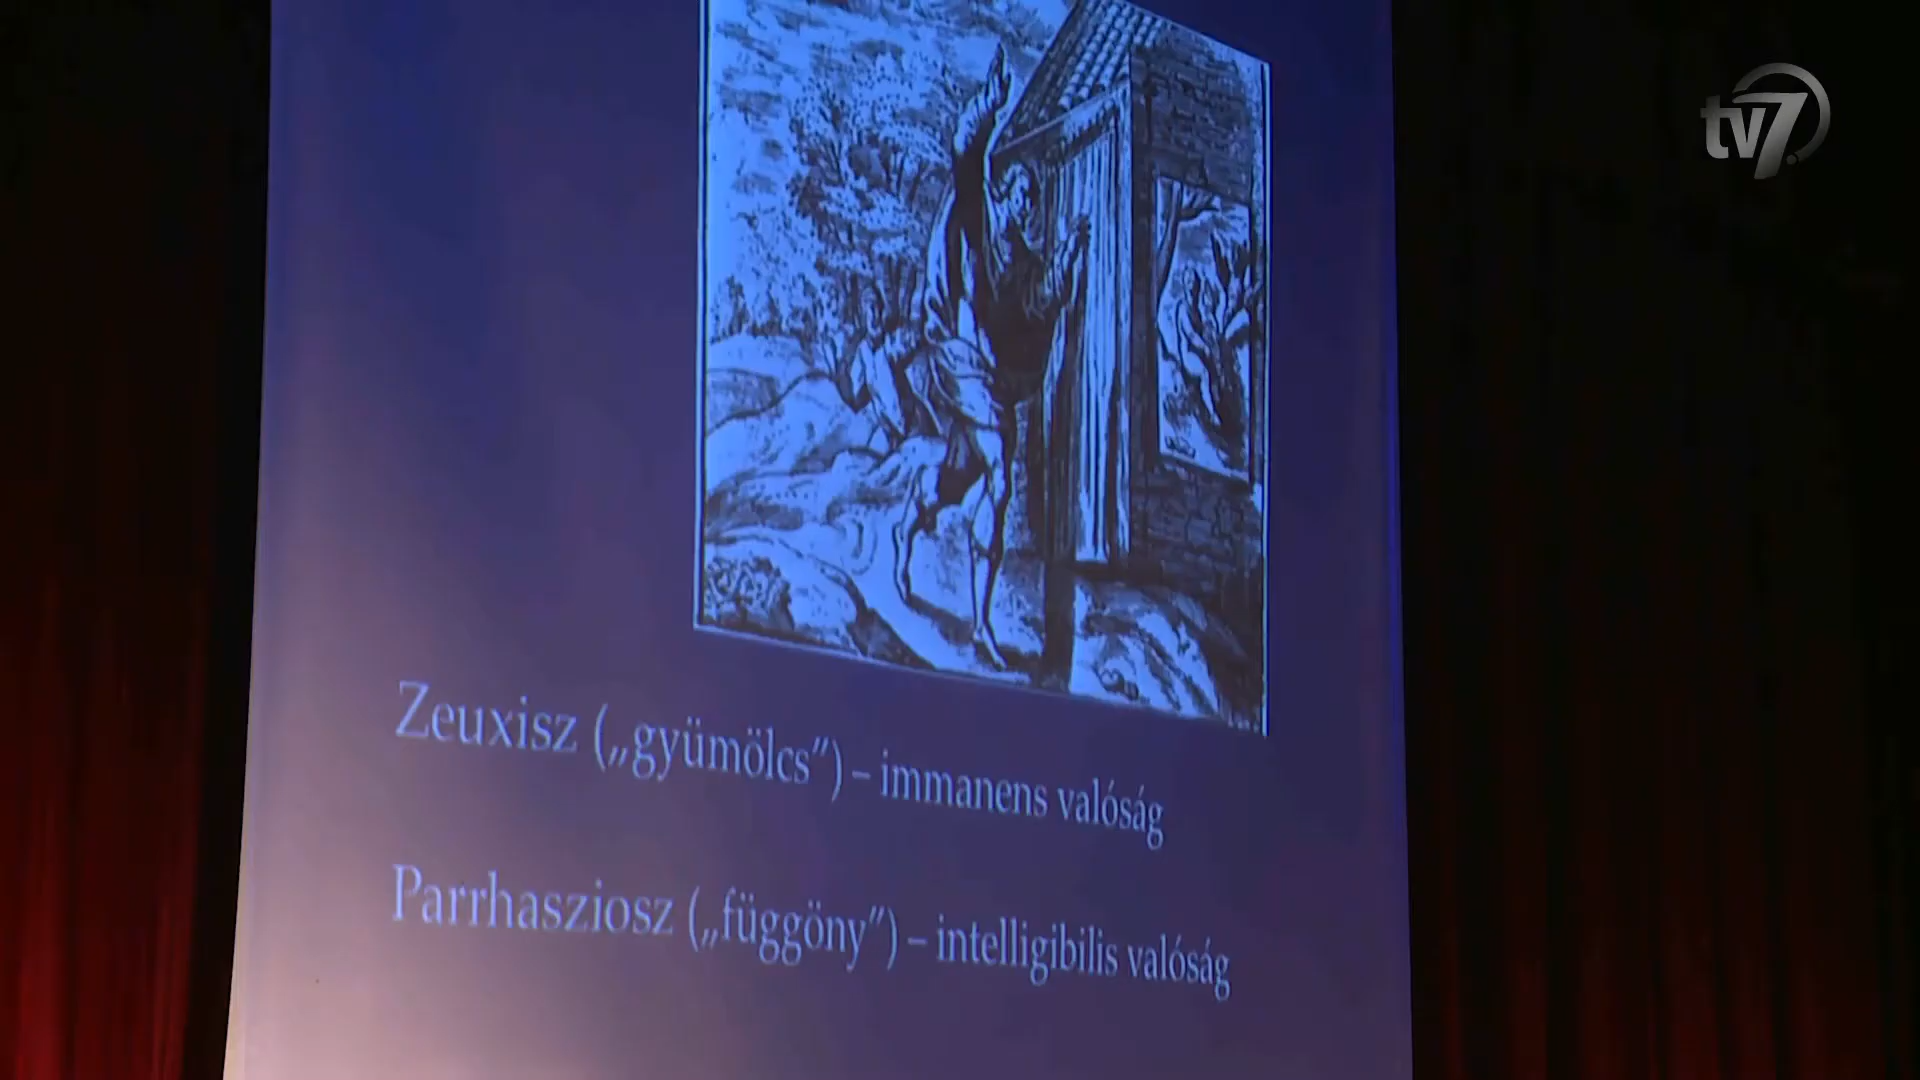 tv7.
Zeuxisz („gyümölcs”) – immanens valóság
Parrhasziosz („függöny”) – intelligibilis valóság